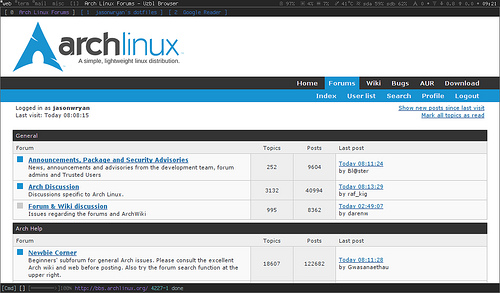 web term mail misc [1] Arch Linux Forums - Uzbl Browser
09:21
[ 0 Arch Linux Forums ] [ 1 jasonwryan's dotfiles ] [ 2 Google Reader ]
archlinux
A simple, lightweight linux distribution.
Home Forums Wiki Bugs AUR Download
Index User list Search Profile Logout
Logged in as jasonwryan
Last visit: Today 08:08:15
Show new posts since last visit
Mark all topics as read
General
Forum Topics Posts Last post
Announcements, Package and Security Advisories
News, announcements and advisories from the development team, forum
admins and Trusted Users
252 9604
Today 08:11:24
by Bl@ster
Arch Discussion
Discussions specific to Arch Linux.
3132 40994
Today 08:13:29
by raf_kig
Forum & Wiki discussion
Issues regarding the forums and ArchWiki
995 8362
Today 02:49:07
by darenw
Arch Help
Forum Topics Posts Last post
Newbie Corner
Beginners' subforum for general Arch issues. Please consult the excellent
Arch wiki and web before posting. Also try the forum search function at the
upper right.
18607 122682
Today 08:11:28
by Gwasanaethau
[Cmd] [] 100% http://bbs.archlinux.org/ 4227-1 done